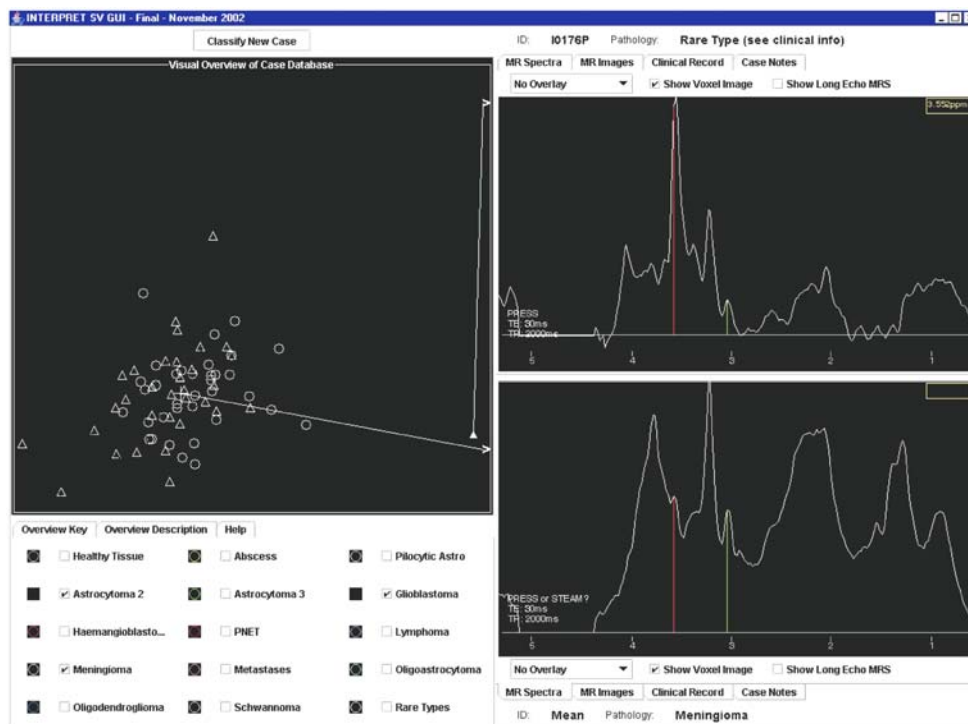 INTERPRET SV GUI - Final - November 2002
Classify New Case
Visual Overview of Case Database
Overview Key Overview Description Help
Healthy Tissue Abscess Pilocytic Astro
Astrocytoma 2 Astrocytoma 3 Glioblastoma
Haemangioblasto... PNET Lymphoma
Meningioma Metastases Oligoastrocytoma
Oligodendroglioma Schwannoma Rare Types
ID: I0176P Pathology: Rare Type (see clinical info)
MR Spectra MR Images Clinical Record Case Notes
No Overlay Show Voxel Image Show Long Echo MRS
3.552ppm
PRESS
TE: 30ms
TR: 2000ms
5 4 3 2 1
PRESS or STEAM?
TE: 30ms
TR: 2000ms
5 4 3 2 1
No Overlay Show Voxel Image Show Long Echo MRS
MR Spectra MR Images Clinical Record Case Notes
ID: Mean Pathology: Meningioma